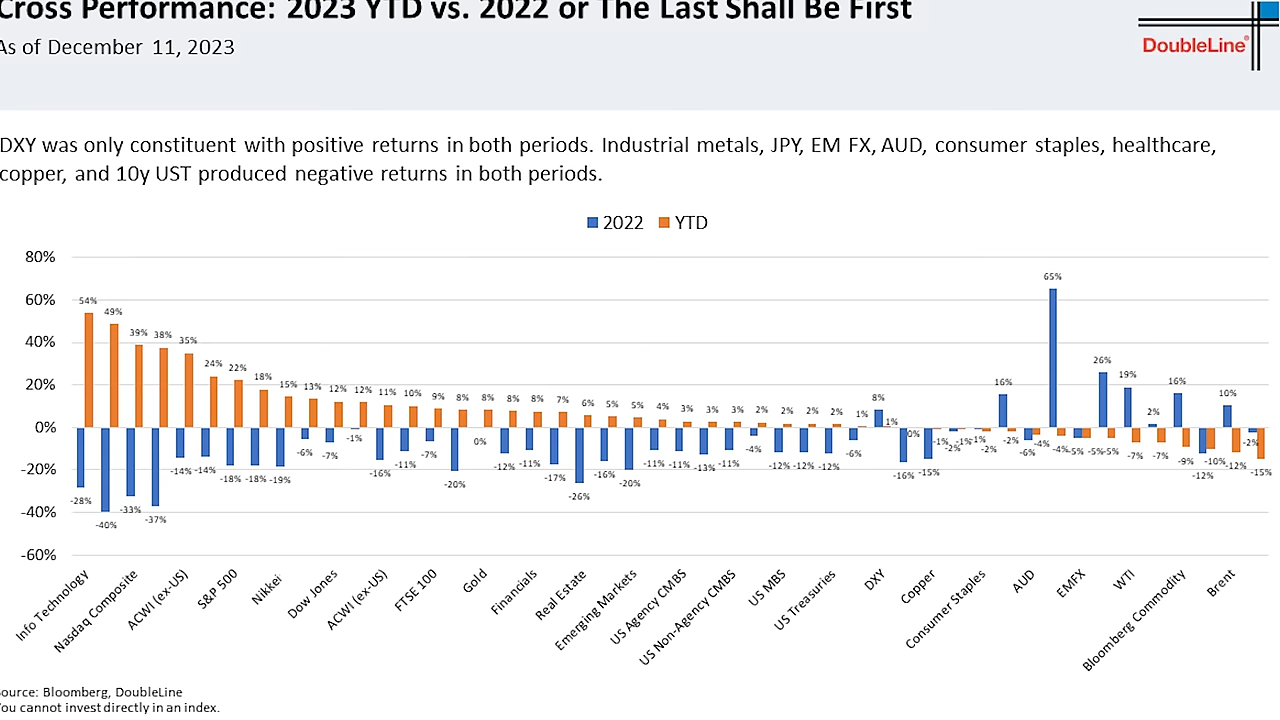 Cross Performance: 2023 YTD vs. 2022 or The Last Shall Be First
As of December 11, 2023
DoubleLine®
DXY was only constituent with positive returns in both periods. Industrial metals, JPY, EM FX, AUD, consumer staples, healthcare,
copper, and 10y UST produced negative returns in both periods.
2022 YTD
80%
60%
40%
20%
0%
-20%
-40%
-60%
54% 49% 39% 38% 35% 24% 22% 18% 15% 13% 12% 12% 11% 10% 9% 8% 8% 8% 8% 7% 6% 5% 5% 4% 3% 3% 3% 2% 2% 2% 2% 1% 1% 0% -1% -1% -1% -2% -4% -4% -5% -5% -7% -7% -9% -10% -12% -15%
-28% -40% -33% -37% -14% -14% -18% -18% -19% -6% -7% -1% -16% -11% -7% -20% 0% -12% -11% -17% -26% -16% -20% -11% -11% -13% -11% -4% -12% -12% -12% -6% 8% -16% -15% -2% 16% -6% 65% -5% 26% 19% 2% 16% -12% 10% -2%
Info Technology
Nasdaq Composite
ACWI (ex-US)
S&P 500
Nikkei
Dow Jones
ACWI (ex-US)
FTSE 100
Gold
Financials
Real Estate
Emerging Markets
US Agency CMBS
US Non-Agency CMBS
US MBS
US Treasuries
DXY
Copper
Consumer Staples
AUD
EMFX
WTI
Bloomberg Commodity
Brent
Source: Bloomberg, DoubleLine
You cannot invest directly in an index.